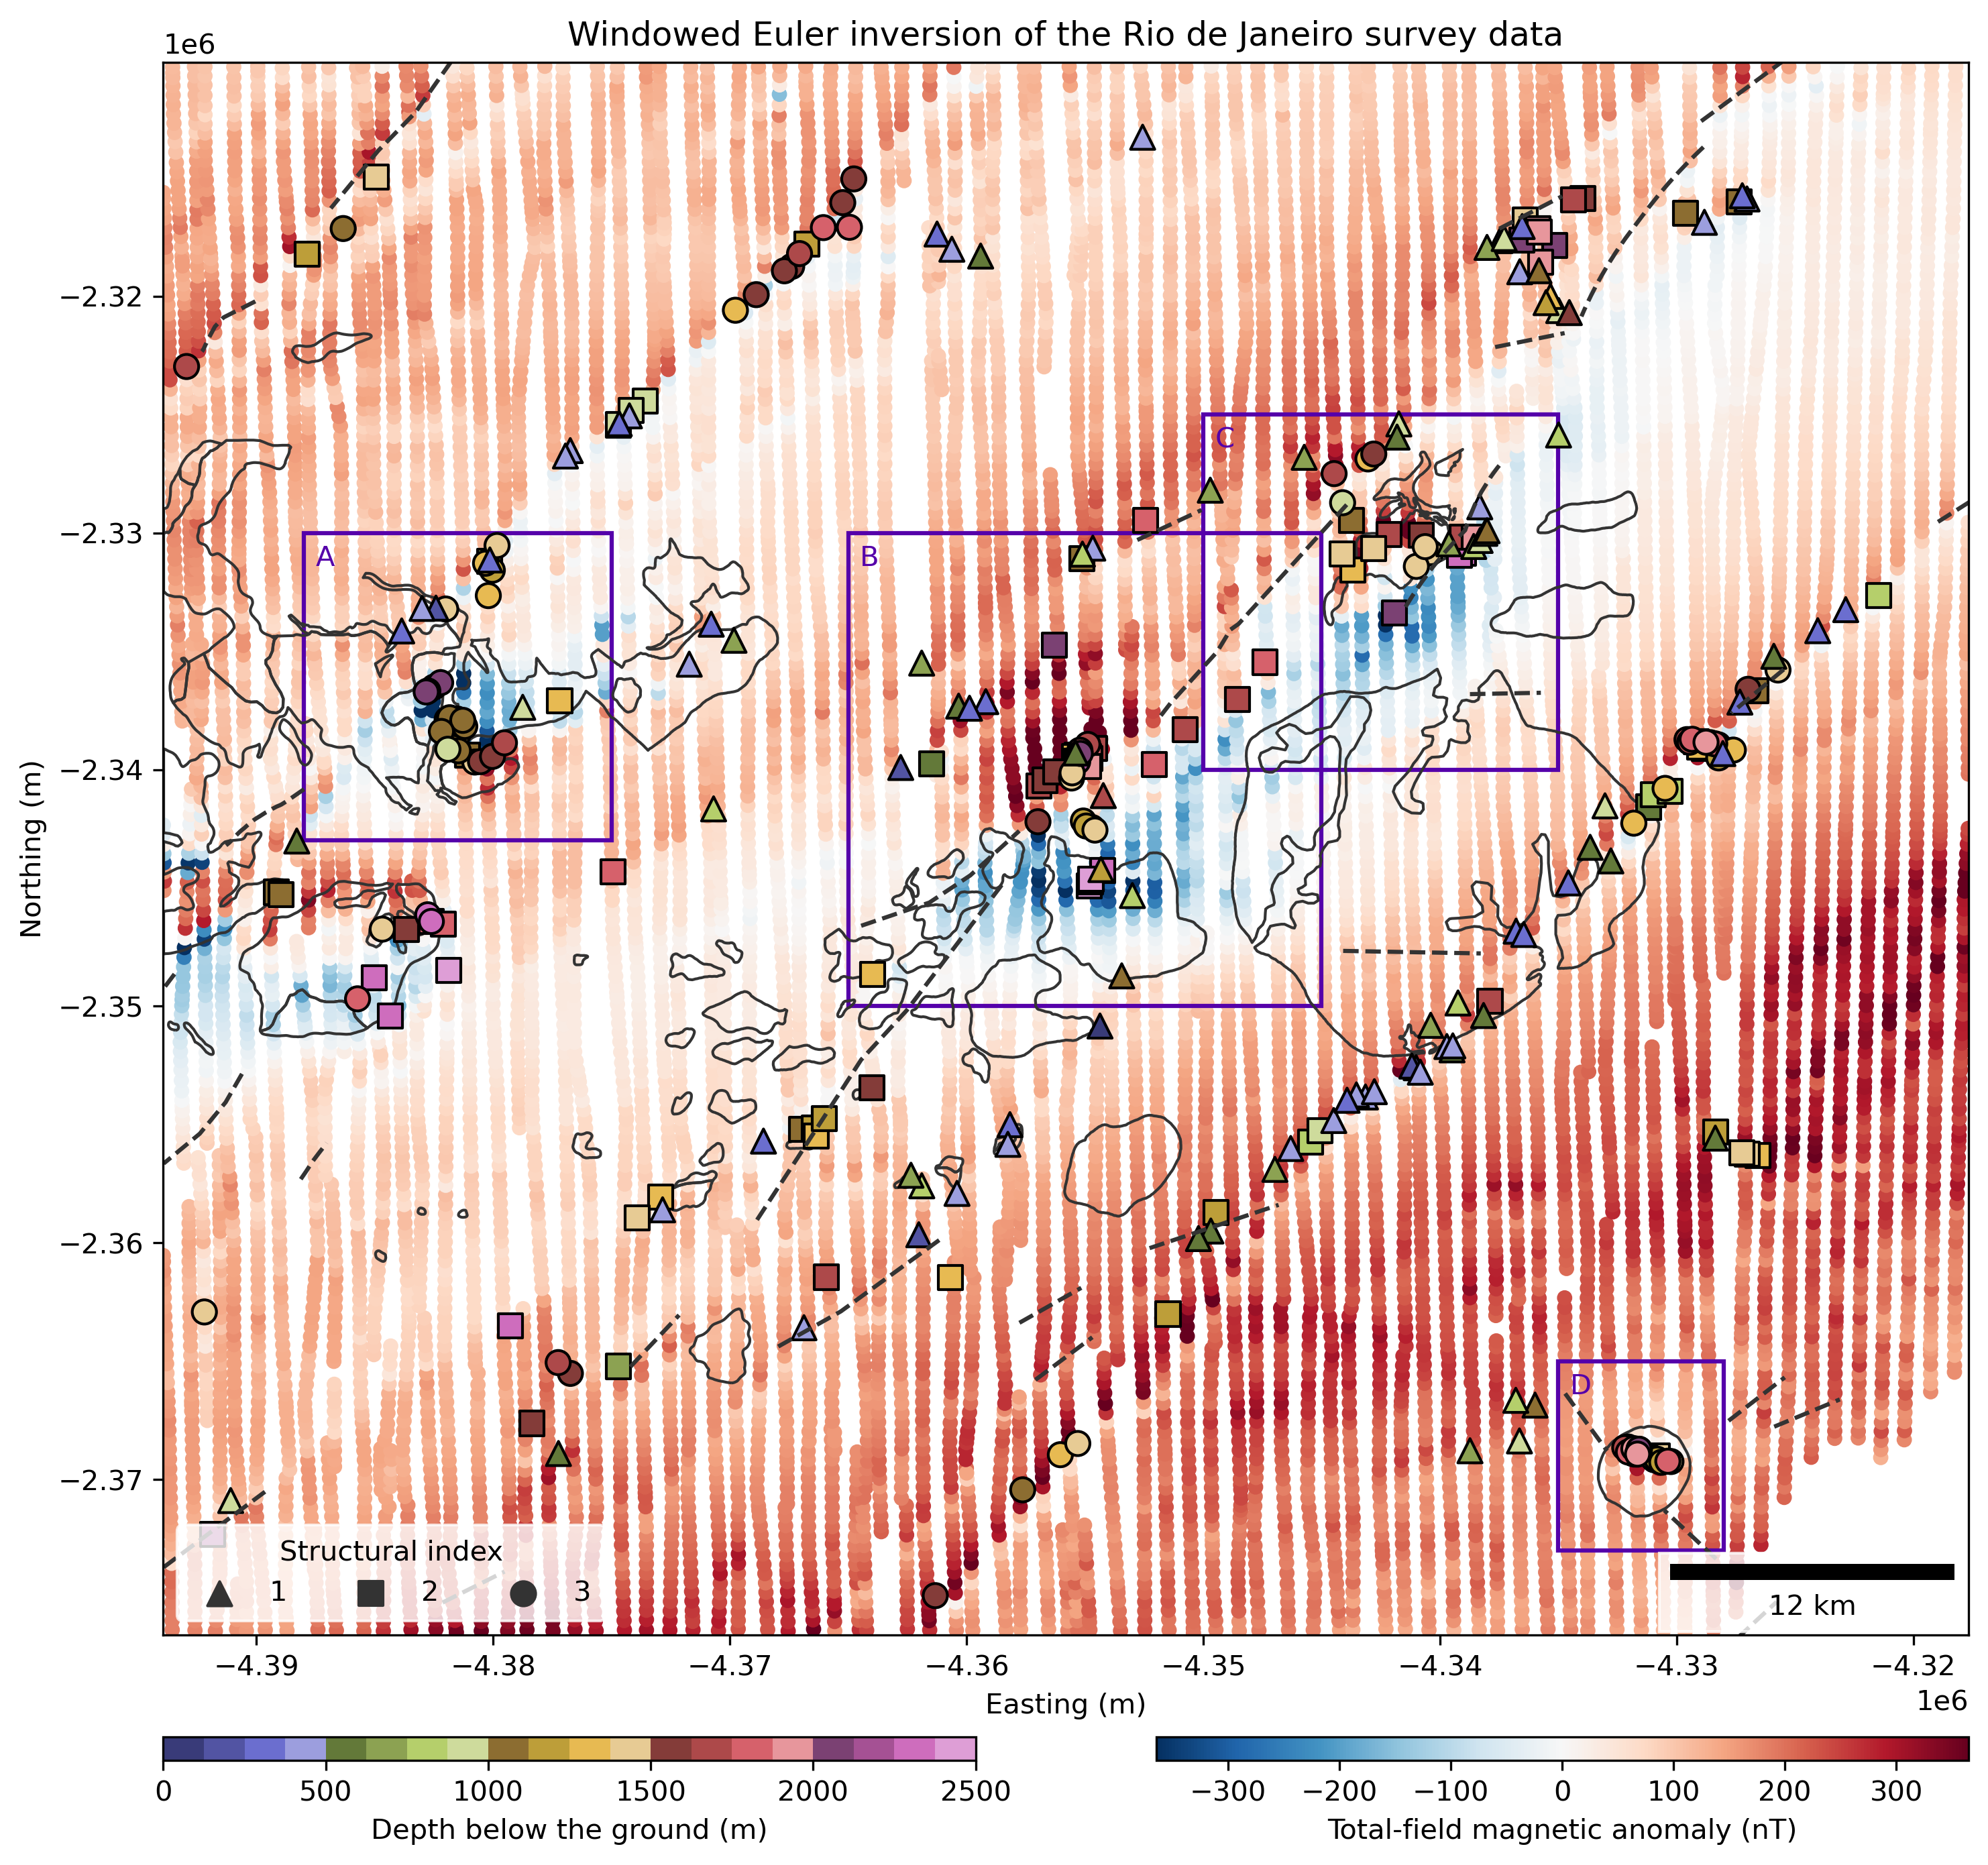 Windowed Euler inversion of the Rio de Janeiro survey data
1e6
−2.32
−2.33
−2.34
−2.35
−2.36
−2.37
Northing (m)
A
B
C
D
Structural index
1 2 3
12 km
−4.39 −4.38 −4.37 −4.36 −4.35 −4.34 −4.33 −4.32
1e6
Easting (m)
0 500 1000 1500 2000 2500
Depth below the ground (m)
−300 −200 −100 0 100 200 300
Total-field magnetic anomaly (nT)